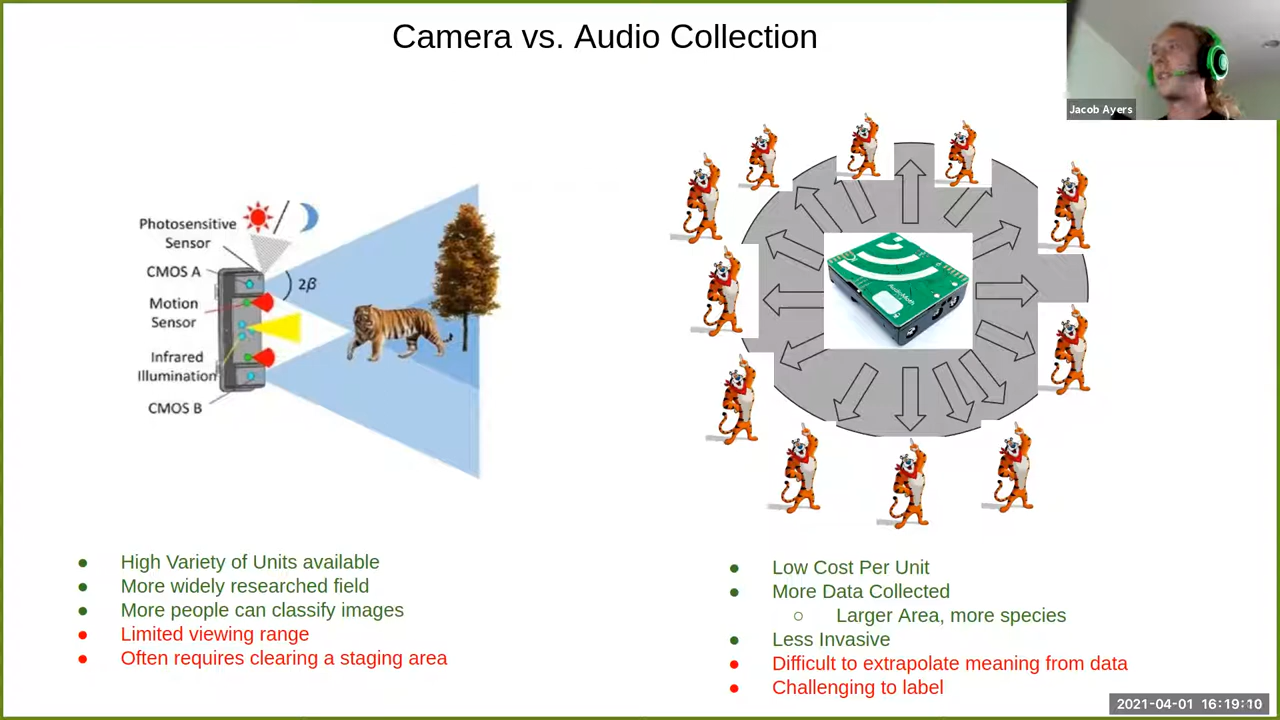 Camera vs. Audio Collection
Jacob Ayers
Photosensitive
Sensor
CMOS A
2β
Motion
Sensor
Infrared
Illumination
CMOS B
AudioMoth
High Variety of Units available
More widely researched field
More people can classify images
Limited viewing range
Often requires clearing a staging area
Low Cost Per Unit
More Data Collected
Larger Area, more species
Less Invasive
Difficult to extrapolate meaning from data
Challenging to label
2021-04-01 16:19:10